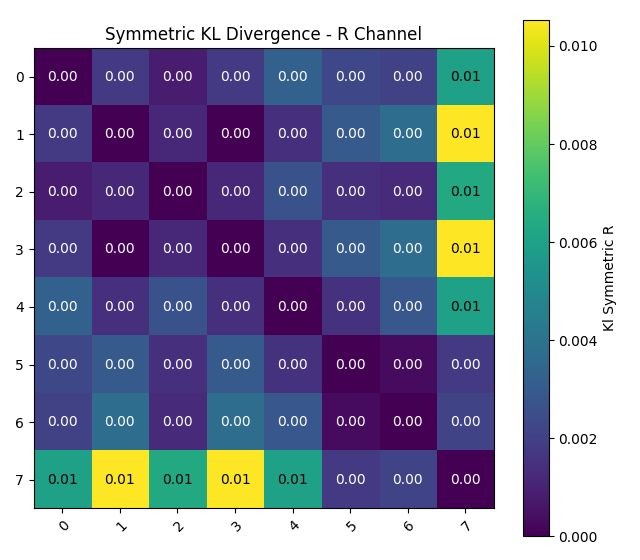 Symmetric KL Divergence - R Channel
0 0.00 0.00 0.00 0.00 0.00 0.00 0.00 0.01
1 0.00 0.00 0.00 0.00 0.00 0.00 0.00 0.01
2 0.00 0.00 0.00 0.00 0.00 0.00 0.00 0.01
3 0.00 0.00 0.00 0.00 0.00 0.00 0.00 0.01
4 0.00 0.00 0.00 0.00 0.00 0.00 0.00 0.01
5 0.00 0.00 0.00 0.00 0.00 0.00 0.00 0.00
6 0.00 0.00 0.00 0.00 0.00 0.00 0.00 0.00
7 0.01 0.01 0.01 0.01 0.01 0.00 0.00 0.00
0 1 2 3 4 5 6 7
0.010
0.008
0.006
0.004
0.002
0.000
Kl Symmetric R